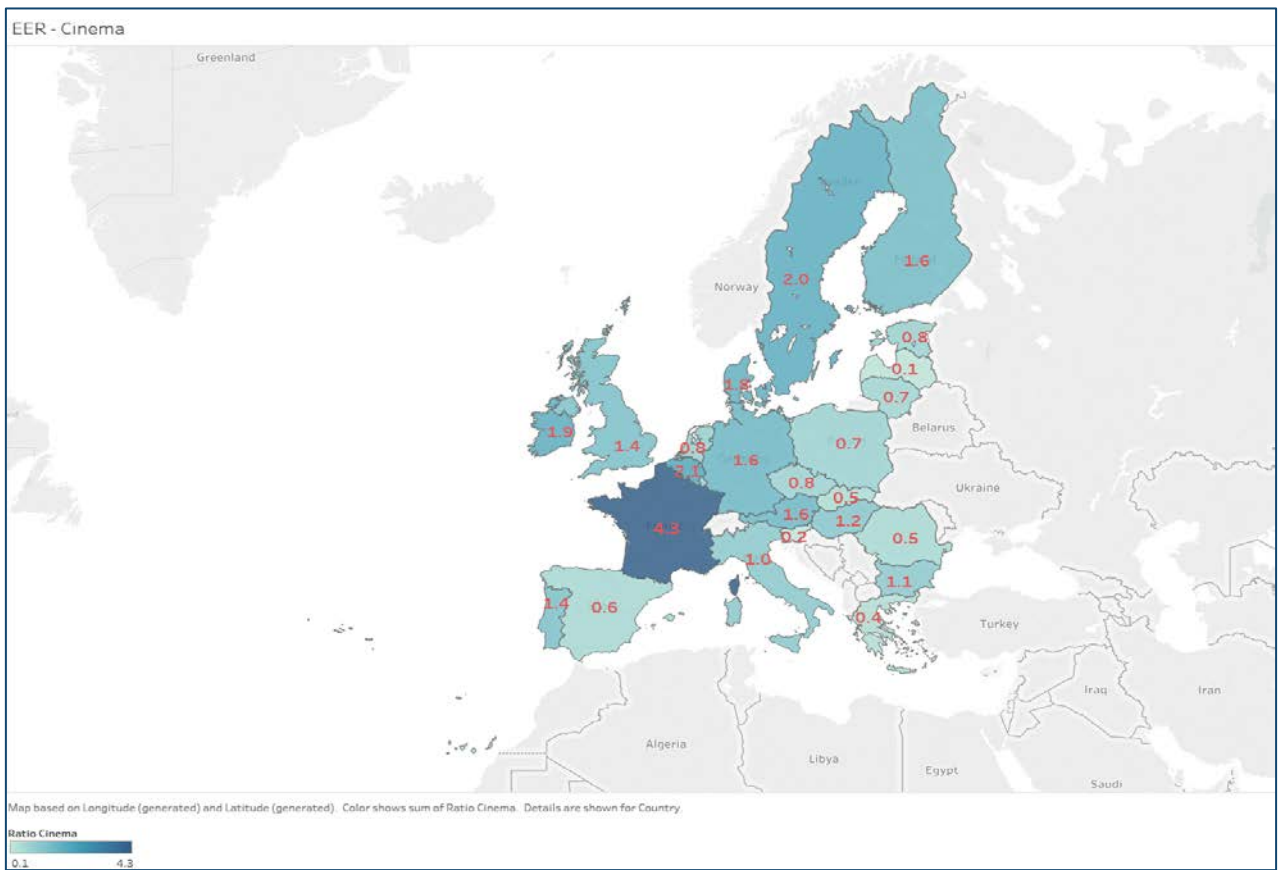 EER - Cinema
Greenland
1.6
2.0
Norway
0.8
0.1
1.8
0.7
Belarus
1.9
1.4
0.8
1.6
0.7
2.1
0.8
Ukraine
0.5
1.6
1.2
4.3
0.2
0.5
1.0
1.1
1.4
0.6
0.4
Turkey
Iraq
Iran
Algeria
Libya
Egypt
Saudi
Map based on Longitude (generated) and Latitude (generated). Color shows sum of Ratio Cinema. Details are shown for Country.
Ratio Cinema
0.1 4.3